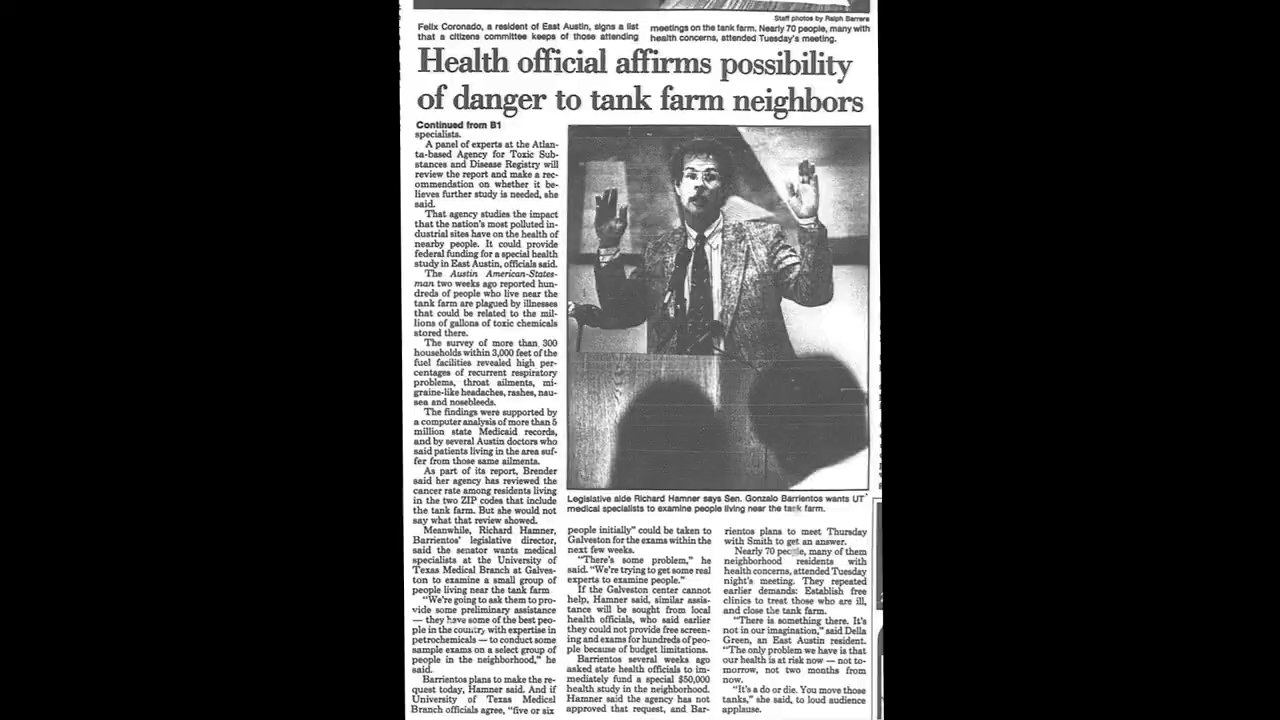 Staff photos by Ralph Barrera
Felix Coronado, a resident of East Austin, signs a list
that a citizens committee keeps of those attending
meetings on the tank farm. Nearly 70 people, many with
health concerns, attended Tuesday's meeting.
Health official affirms possibility
of danger to tank farm neighbors
Continued from B1
specialists.
A panel of experts at the Atlan-
ta-based Agency for Toxic Sub-
stances and Disease Registry will
review the report and make a rec-
ommendation on whether it be-
lieves further study is needed, she
said.
That agency studies the impact
that the nation's most polluted in-
dustrial sites have on the health of
nearby people. It could provide
federal funding for a special health
study in East Austin, officials said.
The Austin American-States-
man two weeks ago reported hun-
dreds of people who live near the
tank farm are plagued by illnesses
that could be related to the mil-
lions of gallons of toxic chemicals
stored there.
The survey of more than 300
households within 3,000 feet of the
fuel facilities revealed high per-
centages of recurrent respiratory
problems, throat ailments, mi-
graine-like headaches, rashes, nau-
sea and nosebleeds.
The findings were supported by
a computer analysis of more than 5
million state Medicaid records,
and by several Austin doctors who
said patients living in the area suf-
fer from those same ailments.
As part of its report, Brender
said her agency has reviewed the
cancer rate among residents living
in the two ZIP codes that include
the tank farm. But she would not
say what that review showed.
Meanwhile, Richard Hamner,
Barrientos' legislative director,
said the senator wants medical
specialists at the University of
Texas Medical Branch at Galves-
ton to examine a small group of
people living near the tank farm
"We're going to ask them to pro-
vide some preliminary assistance
— they have some of the best peo-
ple in the country with expertise in
petrochemicals — to conduct some
sample exams on a select group of
people in the neighborhood," he
said.
Barrientos plans to make the re-
quest today, Hamner said. And if
University of Texas Medical
Branch officials agree, "five or six
Legislative aide Richard Hamner says Sen. Gonzalo Barrientos wants UT
medical specialists to examine people living near the tank farm.
people initially" could be taken to
Galveston for the exams within the
next few weeks.
"There's some problem," he
said. "We're trying to get some real
experts to examine people."
If the Galveston center cannot
help, Hamner said, similar assis-
tance will be sought from local
health officials, who said earlier
they could not provide free screen-
ing and exams for hundreds of peo-
ple because of budget limitations.
Barrientos several weeks ago
asked state health officials to im-
mediately fund a special $50,000
health study in the neighborhood.
Hamner said the agency has not
approved that request, and Bar-
rientos plans to meet Thursday
with Smith to get an answer.
Nearly 70 people, many of them
neighborhood residents with
health concerns, attended Tuesday
night's meeting. They repeated
earlier demands: Establish free
clinics to treat those who are ill,
and close the tank farm.
"There is something there. It's
not in our imagination," said Della
Green, an East Austin resident.
"The only problem we have is that
our health is at risk now — not to-
morrow, not two months from
now.
"It's a do or die. You move those
tanks," she said, to loud audience
applause.